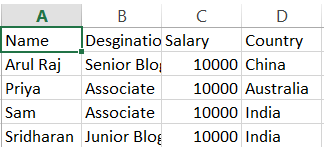 A B C D
Name Desginatio Salary Country
Arul Raj Senior Blog 10000 China
Priya Associate 10000 Australia
Sam Associate 10000 India
Sridharan Junior Blog 10000 India